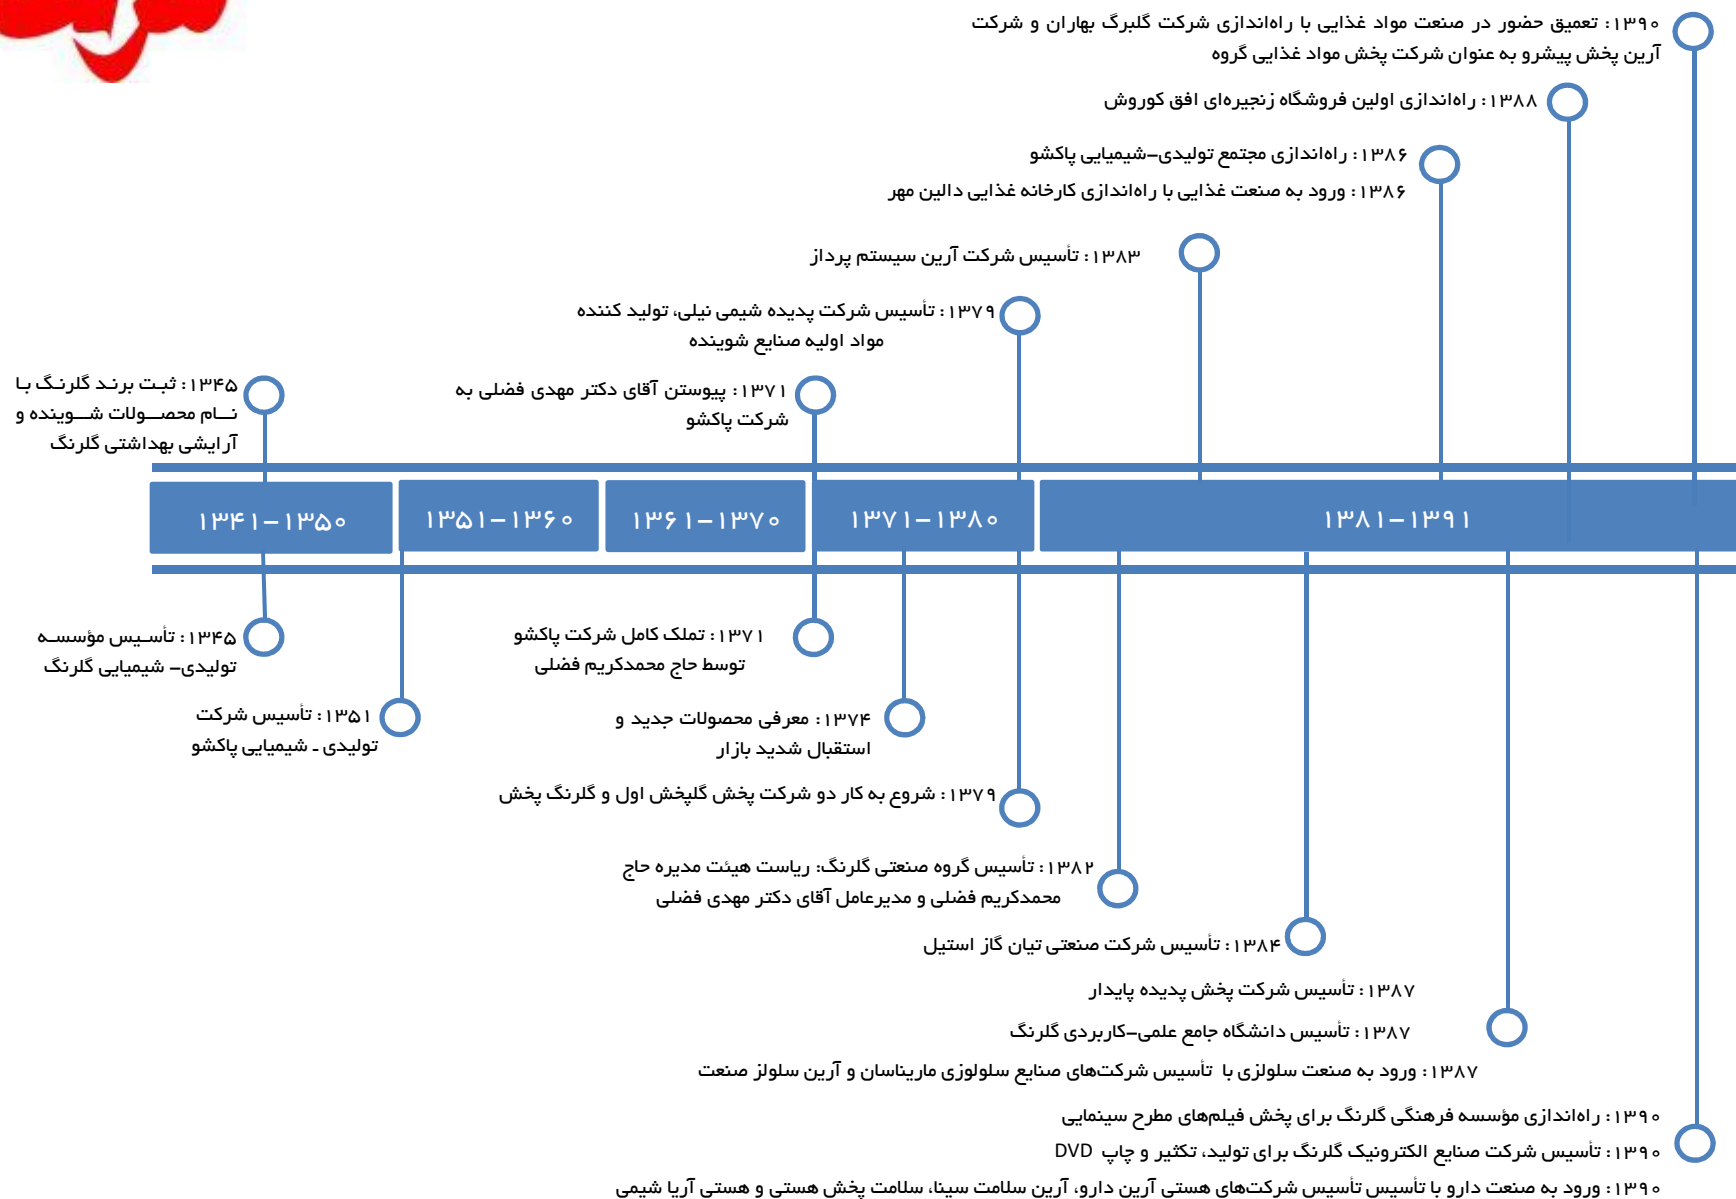 ۱۳۹۰: تعمیق حضور در صنعت مواد غذایی با راه‌اندازی شرکت گلبرگ بهاران و شرکت
آرین پخش پیشرو به عنوان شرکت پخش مواد غذایی گروه
۱۳۸۸: راه‌اندازی اولین فروشگاه زنجیره‌ای افق کوروش
۱۳۸۶: راه‌اندازی مجتمع تولیدی–شیمیایی پاکشو
۱۳۸۶: ورود به صنعت غذایی با راه‌اندازی کارخانه غذایی دالین مهر
۱۳۸۳: تأسیس شرکت آرین سیستم پرداز
۱۳۷۹: تأسیس شرکت پدیده شیمی نیلی، تولید کننده
مواد اولیه صنایع شوینده
۱۳۷۱: پیوستن آقای دکتر مهدی فضلی به
شرکت پاکشو
۱۳۴۵: ثبت برند گلرنگ با
نام محصولات شوینده و
آرایشی بهداشتی گلرنگ
۱۳۴۱–۱۳۵۰
۱۳۵۱–۱۳۶۰
۱۳۶۱–۱۳۷۰
۱۳۷۱–۱۳۸۰
۱۳۸۱–۱۳۹۱
۱۳۴۵: تأسیس مؤسسه
تولیدی– شیمیایی گلرنگ
۱۳۵۱: تأسیس شرکت
تولیدی - شیمیایی پاکشو
۱۳۷۱: تملک کامل شرکت پاکشو
توسط حاج محمدکریم فضلی
۱۳۷۴: معرفی محصولات جدید و
استقبال شدید بازار
۱۳۷۹: شروع به کار دو شرکت پخش گلپخش اول و گلرنگ پخش
۱۳۸۲: تأسیس گروه صنعتی گلرنگ: ریاست هیئت مدیره حاج
محمدکریم فضلی و مدیرعامل آقای دکتر مهدی فضلی
۱۳۸۴: تأسیس شرکت صنعتی تیان گاز استیل
۱۳۸۷: تأسیس شرکت پخش پدیده پایدار
۱۳۸۷: تأسیس دانشگاه جامع علمی–کاربردی گلرنگ
۱۳۸۷: ورود به صنعت سلولزی با تأسیس شرکت‌های صنایع سلولوزی ماریناسان و آرین سلولز صنعت
۱۳۹۰: راه‌اندازی مؤسسه فرهنگی گلرنگ برای پخش فیلم‌های مطرح سینمایی
۱۳۹۰: تأسیس شرکت صنایع الکترونیک گلرنگ برای تولید، تکثیر و چاپ DVD
۱۳۹۰: ورود به صنعت دارو با تأسیس تأسیس شرکت‌های هستی آرین دارو، آرین سلامت سینا، سلامت پخش هستی و هستی آریا شیمی